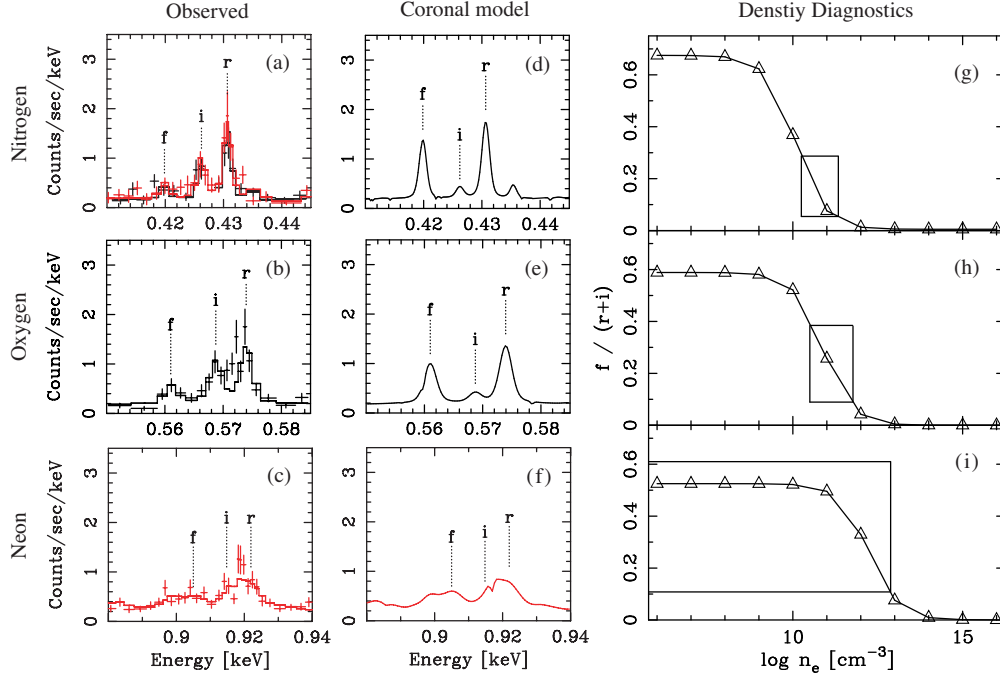 Observed Coronal model Denstiy Diagnostics
Nitrogen
Counts/sec/keV
0 1 2 3
(a)
f i r
0.42 0.43 0.44
0 1 2 3
(d)
f i r
0.42 0.43 0.44
0 0.2 0.4 0.6
(g)
Oxygen
Counts/sec/keV
0 1 2 3
(b)
f i r
0.56 0.57 0.58
0 1 2 3
(e)
f i r
0.56 0.57 0.58
f / (r+i)
0 0.2 0.4 0.6
(h)
Neon
Counts/sec/keV
0 1 2 3
(c)
f i r
0.9 0.92 0.94
Energy [keV]
0 1 2 3
(f)
f i r
0.9 0.92 0.94
Energy [keV]
0 0.2 0.4 0.6
(i)
10 15
log n_e [cm⁻³]